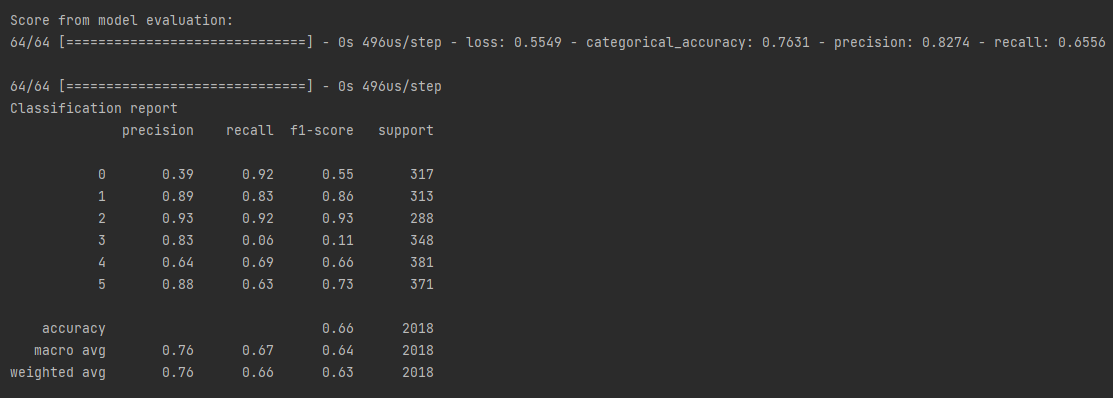 Score from model evaluation:
64/64 [==============================] - 0s 496us/step - loss: 0.5549 - categorical_accuracy: 0.7631 - precision: 0.8274 - recall: 0.6556
64/64 [==============================] - 0s 496us/step
Classification report
precision recall f1-score support
0 0.39 0.92 0.55 317
1 0.89 0.83 0.86 313
2 0.93 0.92 0.93 288
3 0.83 0.06 0.11 348
4 0.64 0.69 0.66 381
5 0.88 0.63 0.73 371
accuracy 0.66 2018
macro avg 0.76 0.67 0.64 2018
weighted avg 0.76 0.66 0.63 2018